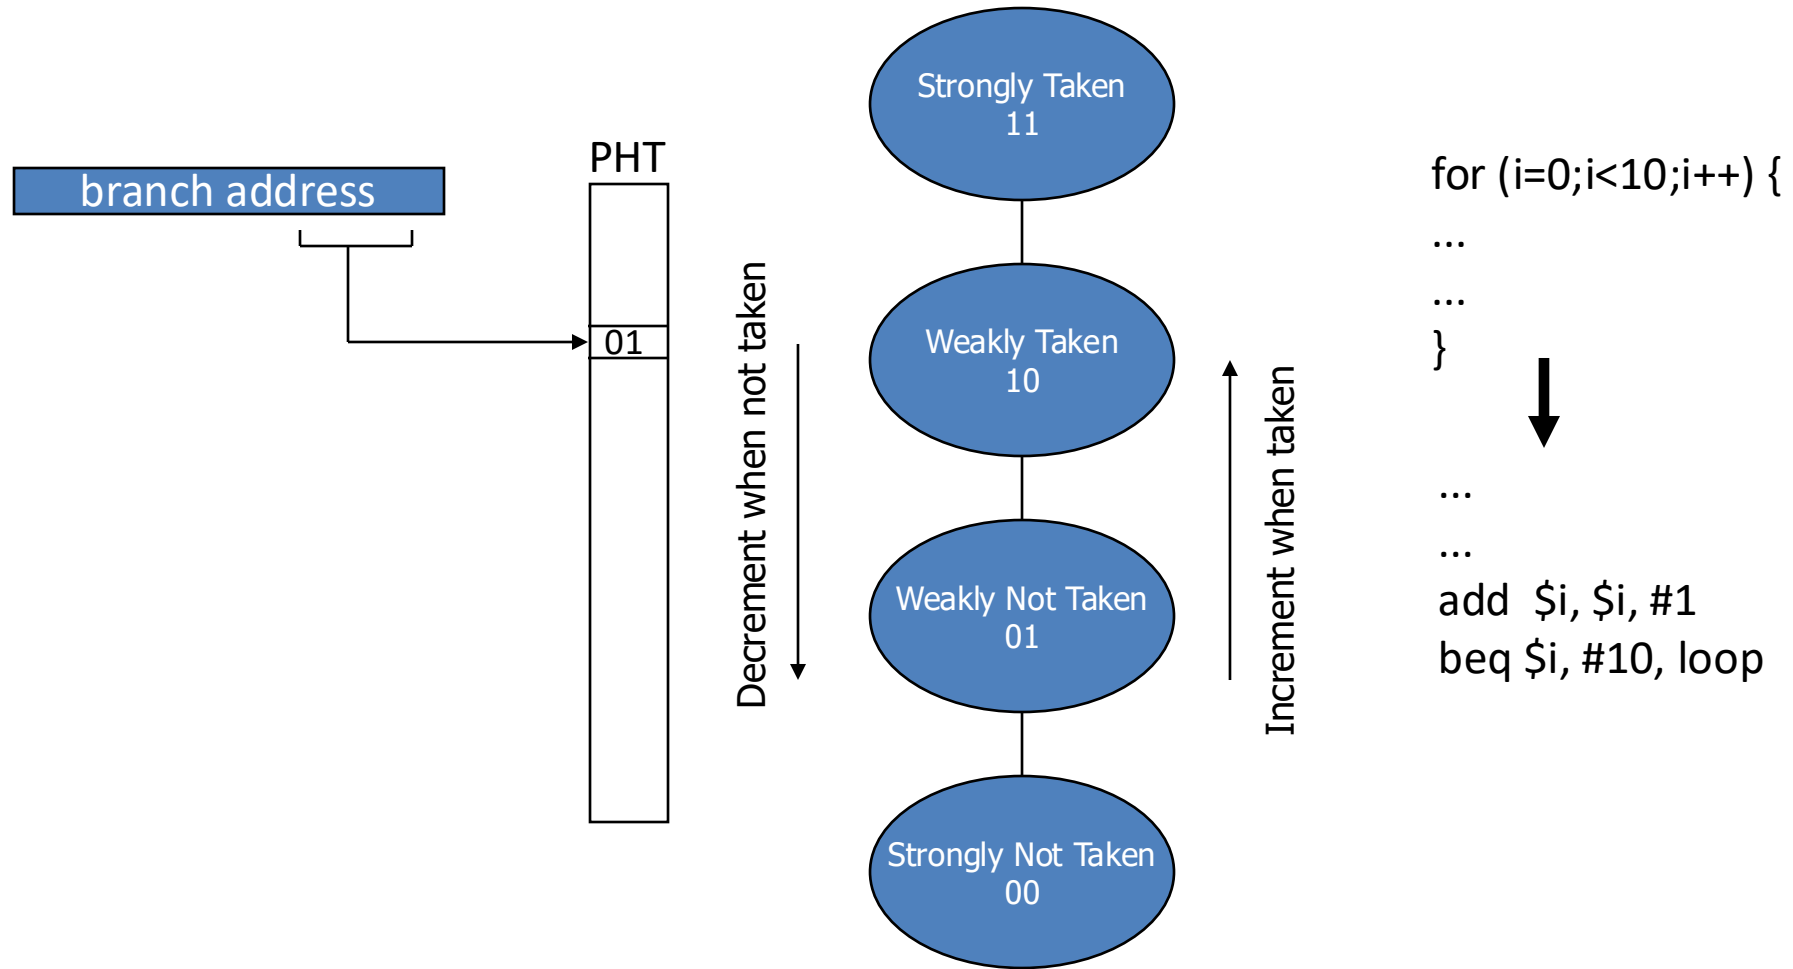 branch address
PHT
01
Decrement when not taken
Strongly Taken
11
Weakly Taken
10
Weakly Not Taken
01
Strongly Not Taken
00
Increment when taken
for (i=0;i<10;i++) {
...
...
}
...
...
add $i, $i, #1
beq $i, #10, loop